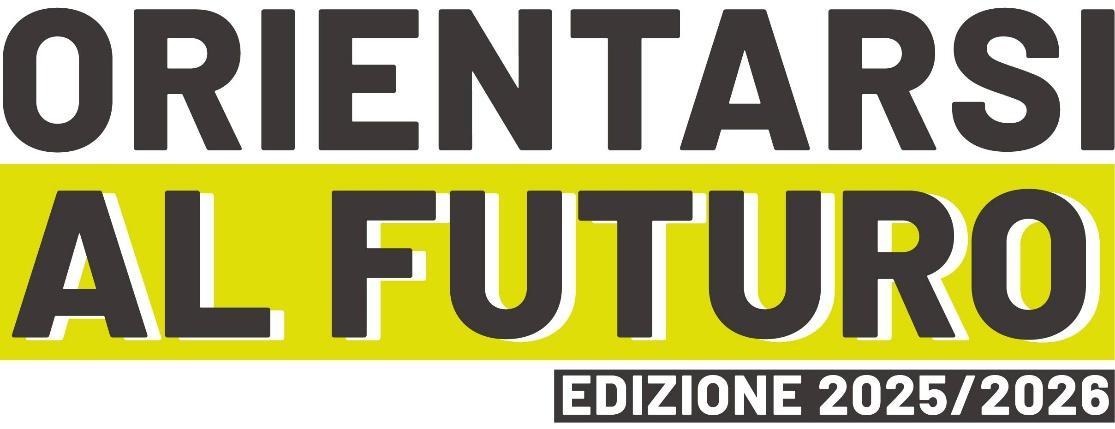 ORIENTARSI
AL FUTURO
EDIZIONE 2025/2026